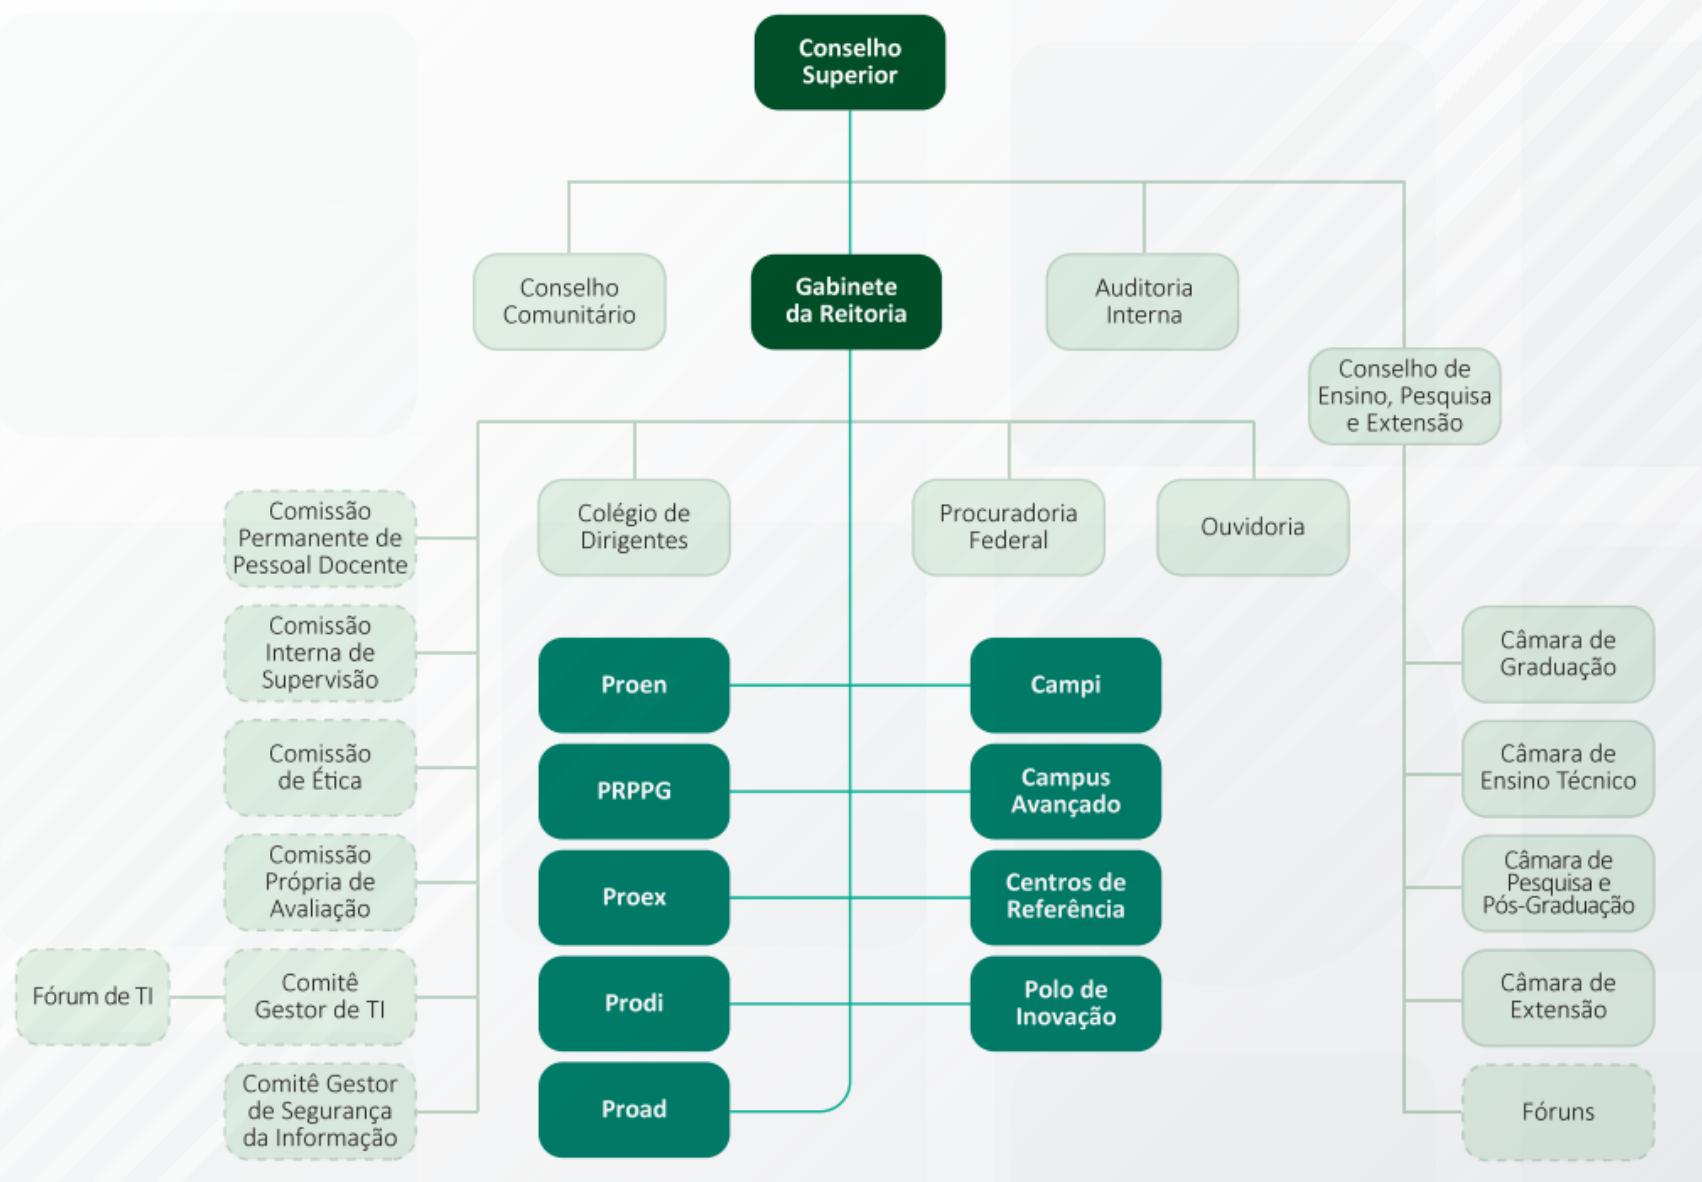 Conselho
Superior
Conselho
Comunitário
Gabinete
da Reitoria
Auditoria
Interna
Conselho de
Ensino, Pesquisa
e Extensão
Comissão
Permanente de
Pessoal Docente
Colégio de
Dirigentes
Procuradoria
Federal
Ouvidoria
Comissão
Interna de
Supervisão
Proen
Campi
Câmara de
Graduação
Comissão
de Ética
PRPPG
Campus
Avançado
Câmara de
Ensino Técnico
Comissão
Própria de
Avaliação
Proex
Centros de
Referência
Câmara de
Pesquisa e
Pós-Graduação
Fórum de TI
Comitê
Gestor de TI
Prodi
Polo de
Inovação
Câmara de
Extensão
Comitê Gestor
de Segurança
da Informação
Proad
Fóruns